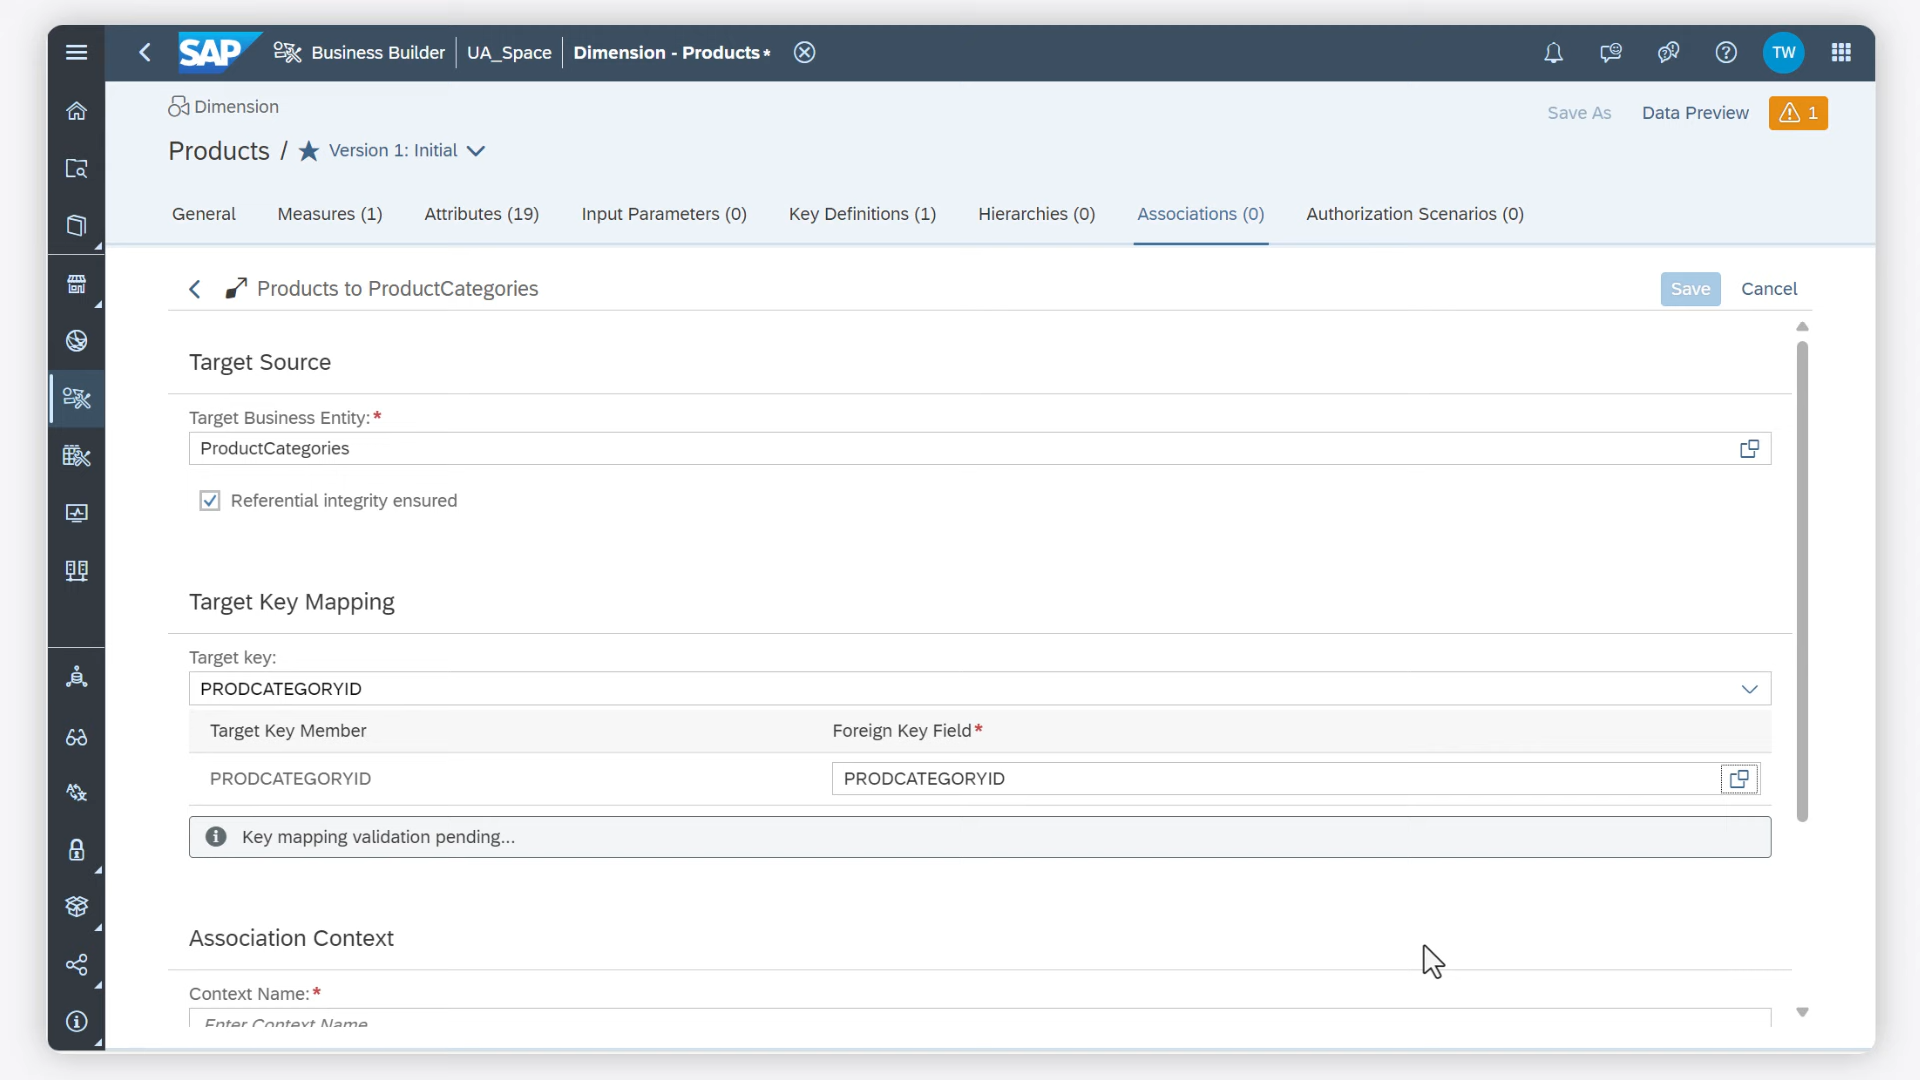 SAP Business Builder UA_Space Dimension - Products* TW
Dimension
Save As Data Preview 1
Products / Version 1: Initial
General Measures (1) Attributes (19) Input Parameters (0) Key Definitions (1) Hierarchies (0) Associations (0) Authorization Scenarios (0)
Products to ProductCategories Save Cancel
Target Source
Target Business Entity:*
ProductCategories
Referential integrity ensured
Target Key Mapping
Target key:
PRODCATEGORYID
Target Key Member Foreign Key Field*
PRODCATEGORYID PRODCATEGORYID
Key mapping validation pending...
Association Context
Context Name:*
Enter Context Name